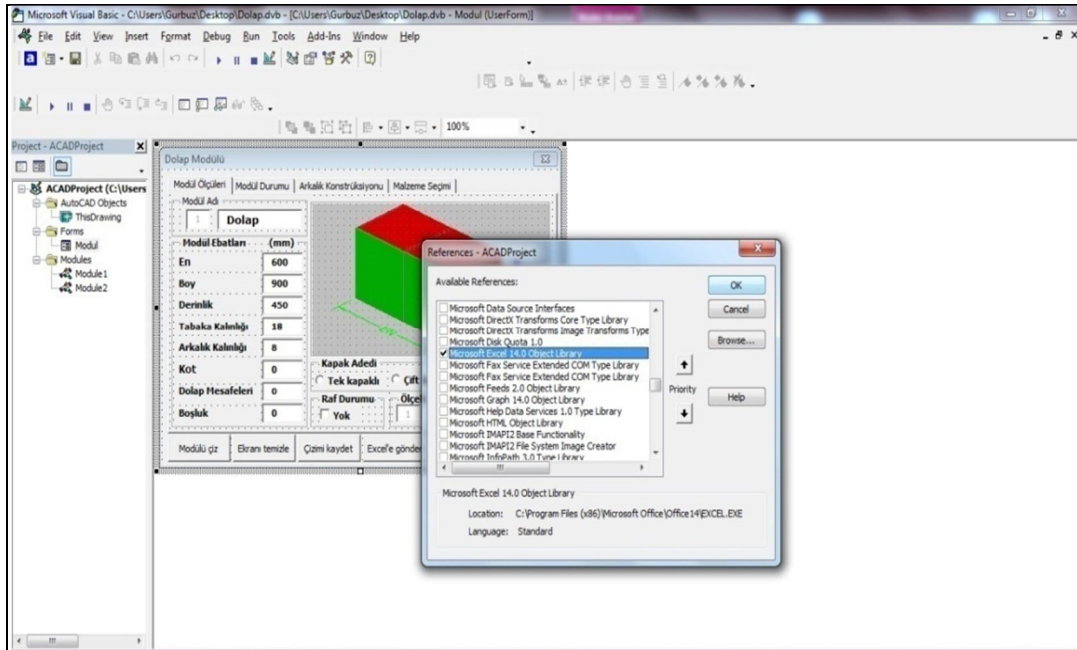 Microsoft Visual Basic - C:\Users\Gurbuz\Desktop\Dolap.dvb - [C:\Users\Gurbuz\Desktop\Dolap.dvb - Modul (UserForm)]
File Edit View Insert Format Debug Run Tools Add-Ins Window Help
100%
Project - ACADProject
ACADProject (C:\Users
AutoCAD Objects
ThisDrawing
Forms
Modul
Modules
Module1
Module2
Dolap Modülü
Modül Ölçüleri Modül Durumu Arkalık Konstrüksiyonu Malzeme Seçimi
Modül Adı
1 Dolap
Modül Ebatları (mm)
En 600
Boy 900
Derinlik 450
Tabaka Kalınlığı 18
Arkalık Kalınlığı 8
Kot 0
Dolap Mesafeleri 0
Boşluk 0
Kapak Adedi
Tek kapaklı Çift
Raf Durumu Ölçe
Yok 1
Modülü çiz Ekranı temizle Çizimi kaydet Excel'e gönder
References - ACADProject
Available References:
Microsoft Data Source Interfaces
Microsoft DirectX Transforms Core Type Library
Microsoft DirectX Transforms Image Transforms Type
Microsoft Disk Quota 1.0
Microsoft Excel 14.0 Object Library
Microsoft Fax Service Extended COM Type Library
Microsoft Fax Service Extended COM Type Library
Microsoft Feeds 2.0 Object Library
Microsoft Graph 14.0 Object Library
Microsoft Help Data Services 1.0 Type Library
Microsoft HTML Object Library
Microsoft IMAPI2 Base Functionality
Microsoft IMAPI2 File System Image Creator
Microsoft InfoPath 3.0 Type Library
OK
Cancel
Browse...
Priority
Help
Microsoft Excel 14.0 Object Library
Location: C:\Program Files (x86)\Microsoft Office\Office14\EXCEL.EXE
Language: Standard